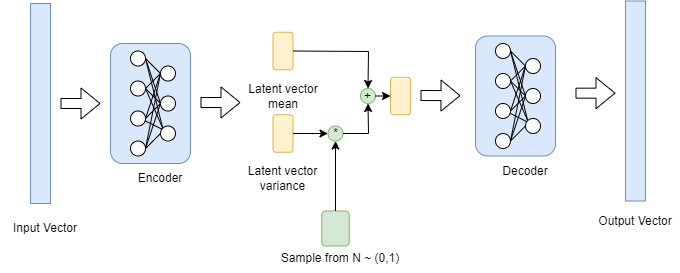 Input Vector
Encoder
Latent vector
mean
+
*
Latent vector
variance
Sample from N ~ (0,1)
Decoder
Output Vector